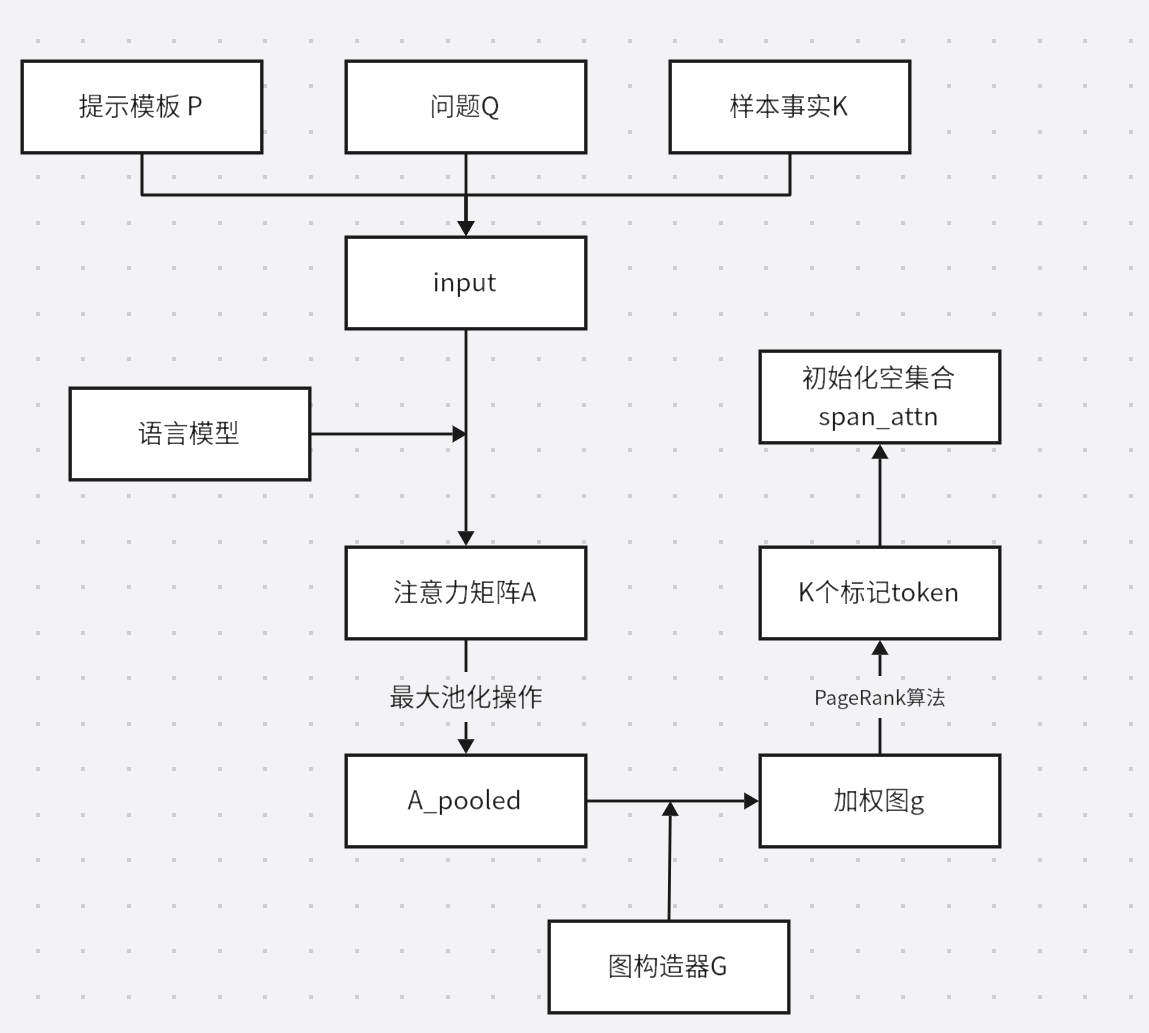 提示模板 P
问题Q
样本事实K
input
语言模型
初始化空集合
span_attn
注意力矩阵A
K个标记token
最大池化操作
PageRank算法
A_pooled
加权图g
图构造器G